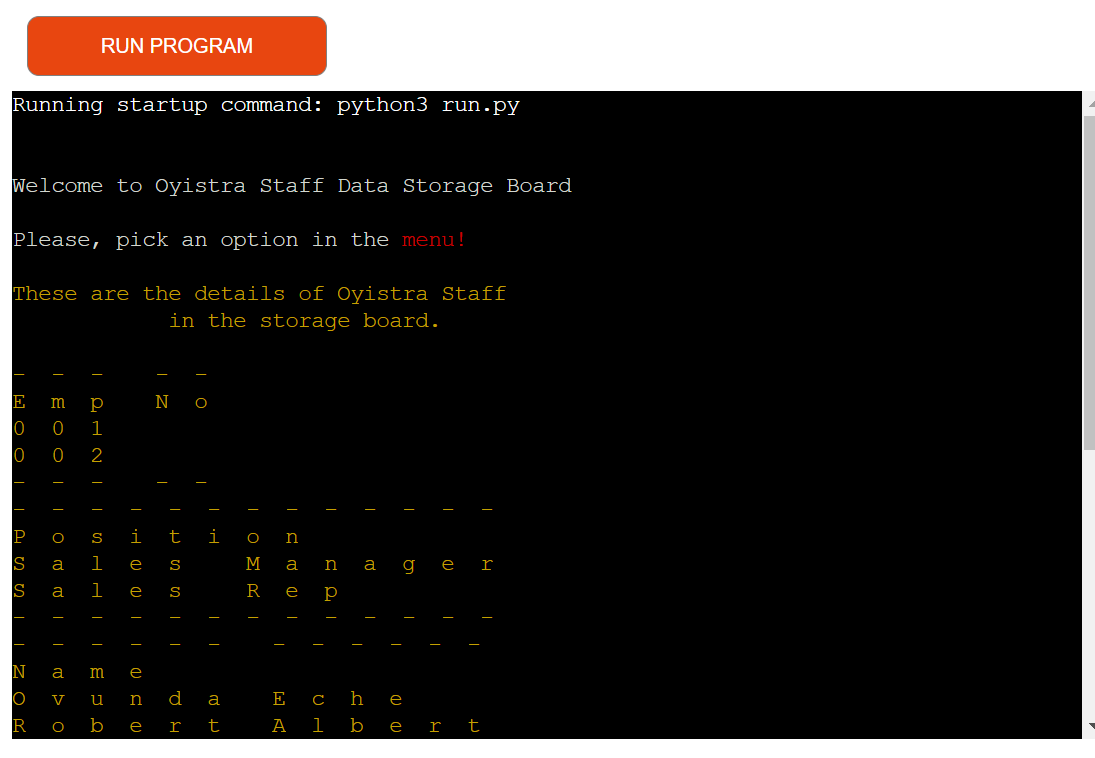 RUN PROGRAM
Running startup command: python3 run.py
Welcome to Oyistra Staff Data Storage Board
Please, pick an option in the menu!
These are the details of Oyistra Staff
in the storage board.
-  -  -   -  -
E  m  p   N  o
0  0  1
0  0  2
-  -  -   -  -
-  -  -  -  -  -  -  -  -  -  -  -  -
P  o  s  i  t  i  o  n
S  a  l  e  s     M  a  n  a  g  e  r
S  a  l  e  s     R  e  p
-  -  -  -  -  -  -  -  -  -  -  -  -
-  -  -  -  -  -    -  -  -  -  -  -
N  a  m  e
O  v  u  n  d  a    E  c  h  e
R  o  b  e  r  t    A  l  b  e  r  t